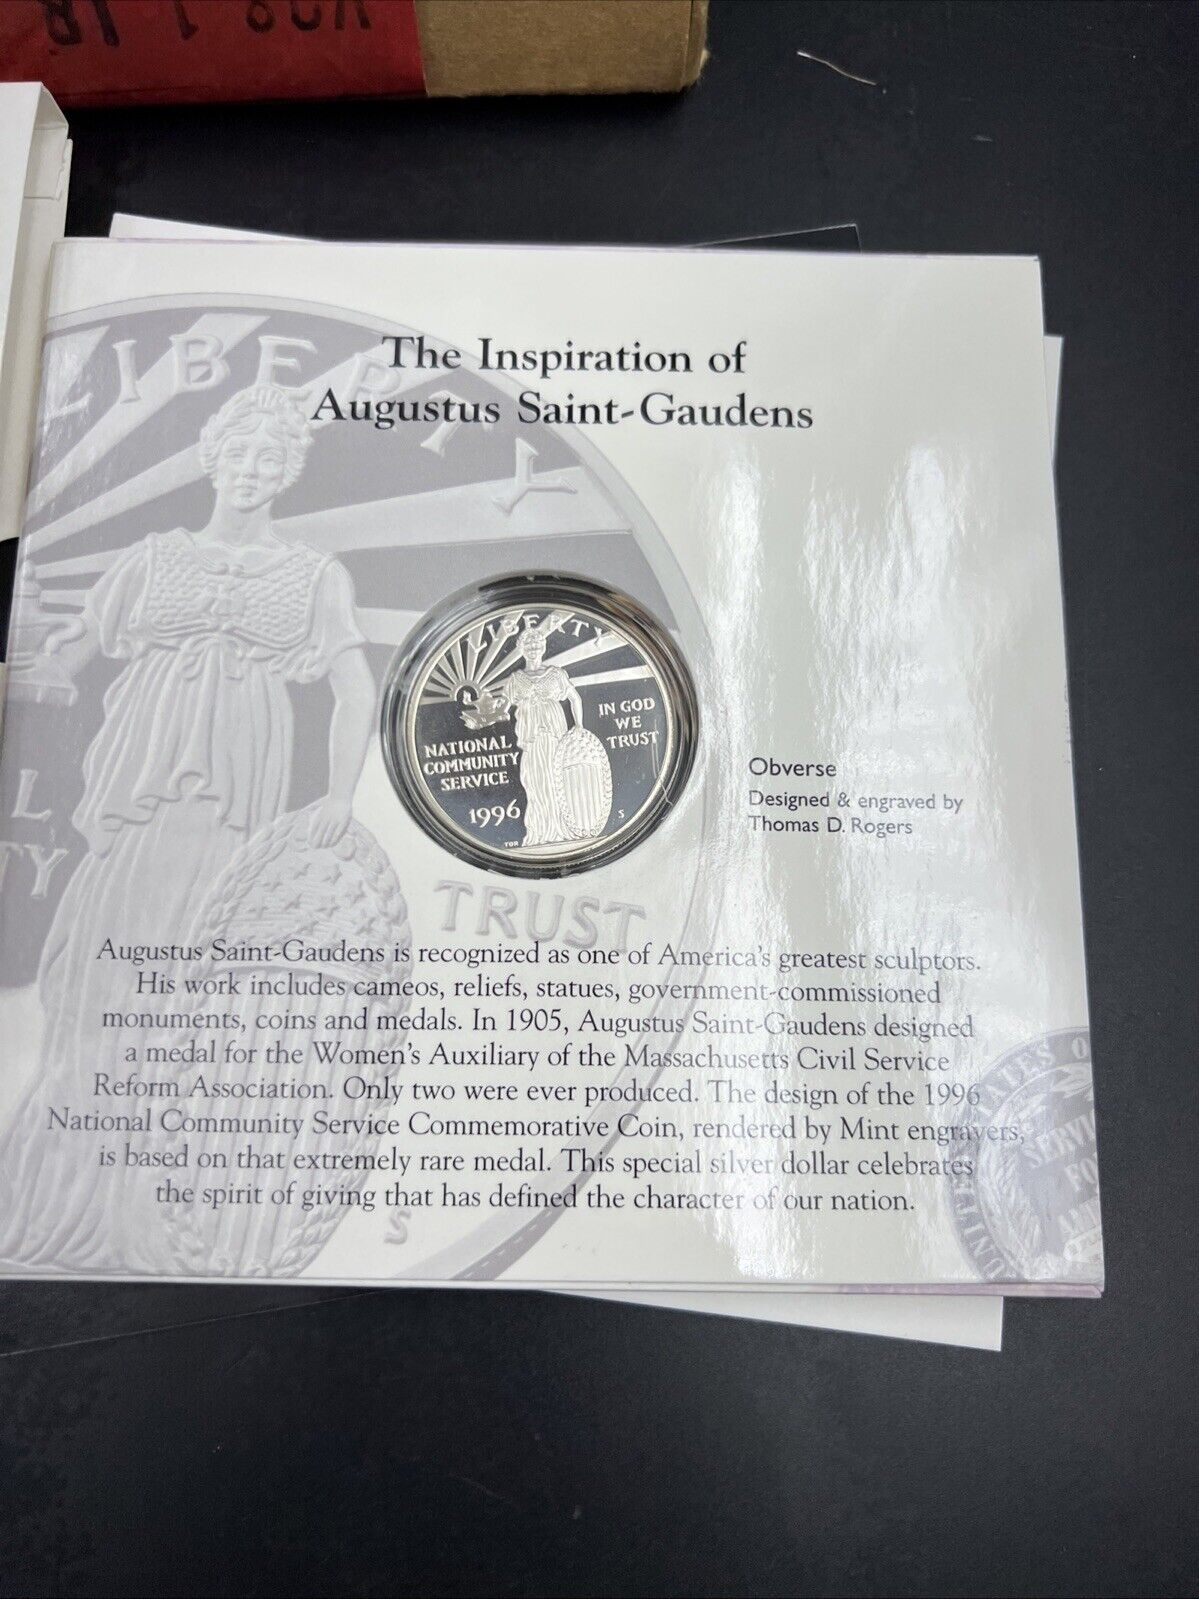 The Inspiration of
Augustus Saint-Gaudens
LIBERTY
LIBERTY
IN GOD
WE
TRUST
NATIONAL
COMMUNITY
SERVICE
1996
S
TDR
Obverse
Designed & engraved by
Thomas D. Rogers
TRUST
Augustus Saint-Gaudens is recognized as one of America's greatest sculptors.
His work includes cameos, reliefs, statues, government-commissioned
monuments, coins and medals. In 1905, Augustus Saint-Gaudens designed
a medal for the Women's Auxiliary of the Massachusetts Civil Service
Reform Association. Only two were ever produced. The design of the 1996
National Community Service Commemorative Coin, rendered by Mint engravers,
is based on that extremely rare medal. This special silver dollar celebrates
the spirit of giving that has defined the character of our nation.
S